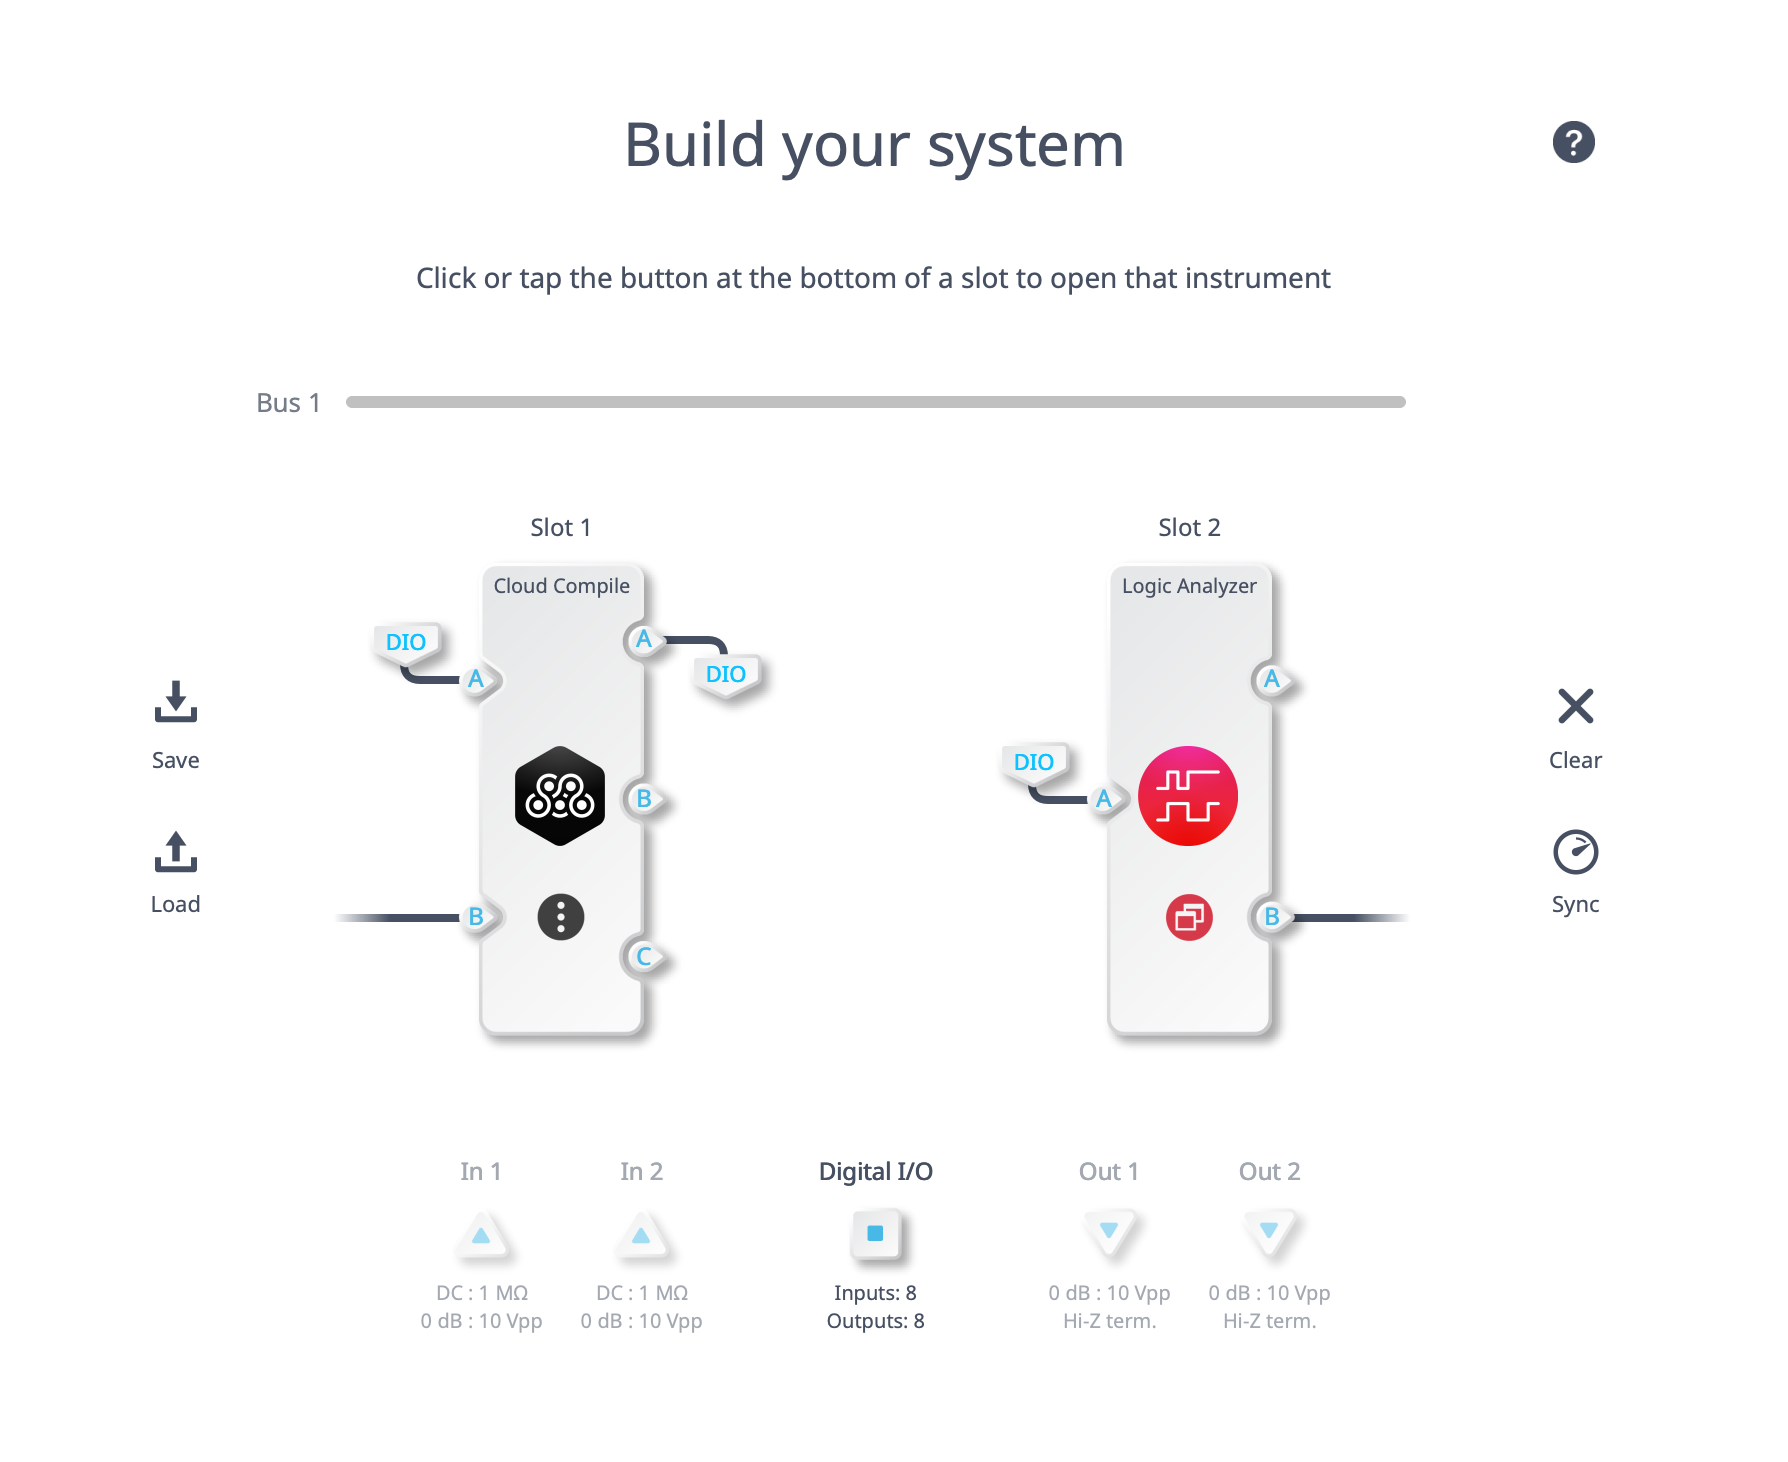 Build your system
?
Click or tap the button at the bottom of a slot to open that instrument
Bus 1
Slot 1
Slot 2
Cloud Compile
Logic Analyzer
DIO
A
A
DIO
B
B
C
A
DIO
A
B
Save
Load
Clear
Sync
In 1
In 2
Digital I/O
Out 1
Out 2
DC : 1 MΩ
0 dB : 10 Vpp
DC : 1 MΩ
0 dB : 10 Vpp
Inputs: 8
Outputs: 8
0 dB : 10 Vpp
Hi-Z term.
0 dB : 10 Vpp
Hi-Z term.